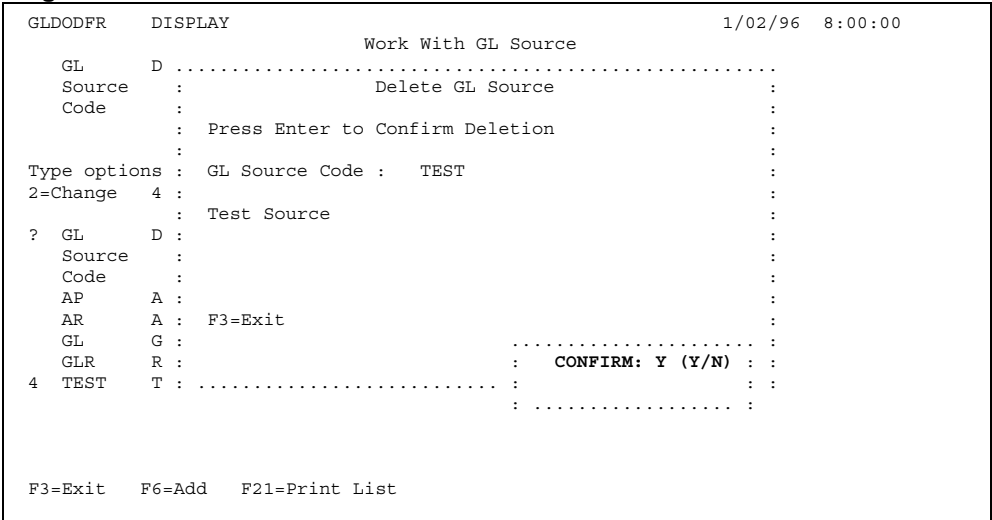 GLDODFR DISPLAY 1/02/96 8:00:00
Work With GL Source
GL D ......................................................
Source : Delete GL Source :
Code : :
: Press Enter to Confirm Deletion :
: :
Type options : GL Source Code : TEST :
2=Change 4 : :
: Test Source :
? GL D : :
Source : :
Code : :
AP A : :
AR A : F3=Exit :
GL G : ...................... :
GLR R : : CONFIRM: Y (Y/N) : :
4 TEST T : ........................... : : :
: .................. :
F3=Exit F6=Add F21=Print List